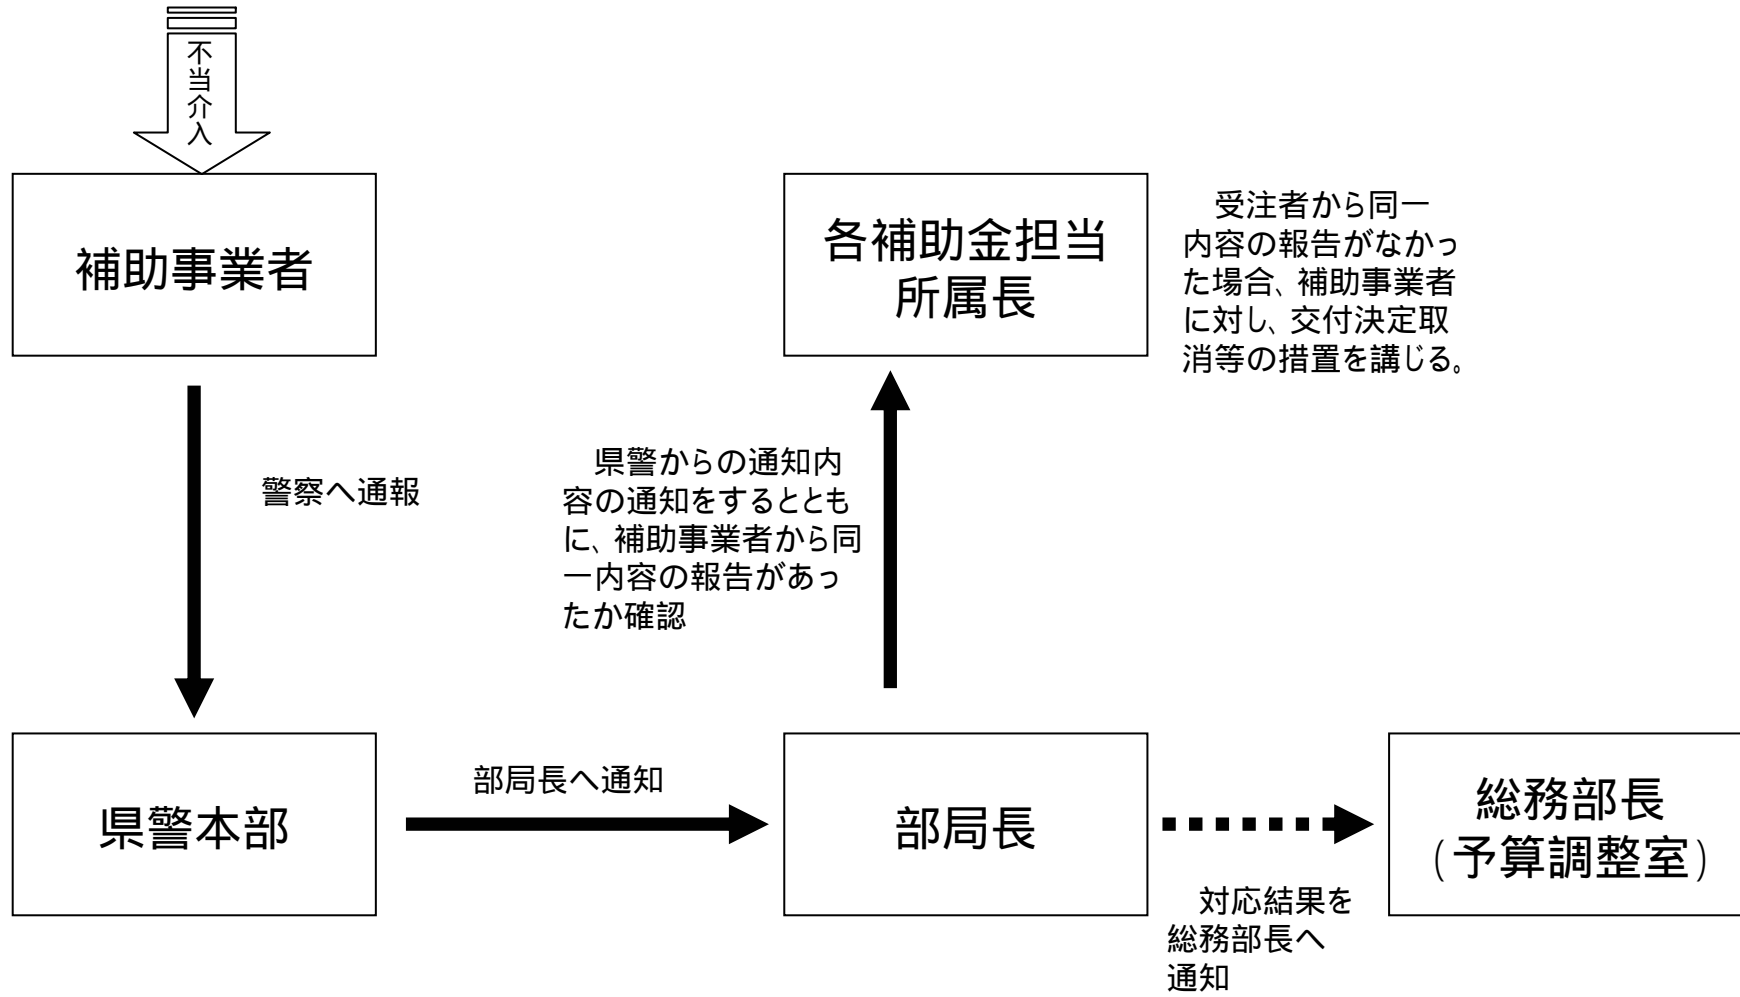 不当介入
補助事業者
各補助金担当
所属長
受注者から同一
内容の報告がなかっ
た場合、補助事業者
に対し、交付決定取
消等の措置を講じる。
警察へ通報
県警からの通知内
容の通知をするととも
に、補助事業者から同
一内容の報告があっ
たか確認
県警本部
部局長へ通知
部局長
総務部長
(予算調整室)
対応結果を
総務部長へ
通知